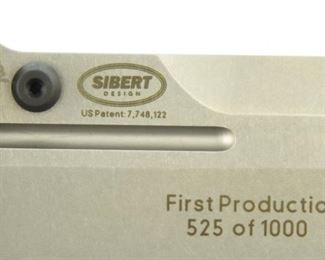 SIBERT
DESIGN
US Patent: 7,748,122
First Productio
525 of 1000